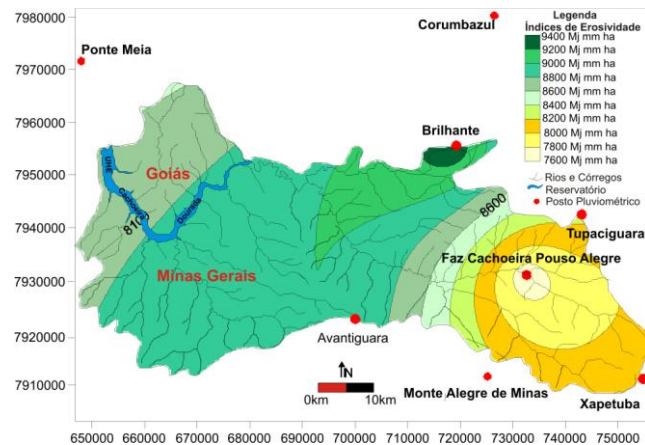 7980000
7970000
7960000
7950000
7940000
7930000
7920000
7910000
Ponte Meia
Corumbazul
Brilhante
Goiás
UHE
Cachoeira
Dourada
Minas Gerais
8600
Tupaciguara
Faz Cachoeira Pouso Alegre
Avantiguara
Monte Alegre de Minas
Xapetuba
N
0km 10km
Legenda
Índices de Erosividade
9400 Mj mm ha
9200 Mj mm ha
9000 Mj mm ha
8800 Mj mm ha
8600 Mj mm ha
8400 Mj mm ha
8200 Mj mm ha
8000 Mj mm ha
7800 Mj mm ha
7600 Mj mm ha
Rios e Córregos
Reservatório
Posto Pluviométrico
650000 660000 670000 680000 690000 700000 710000 720000 730000 740000 750000